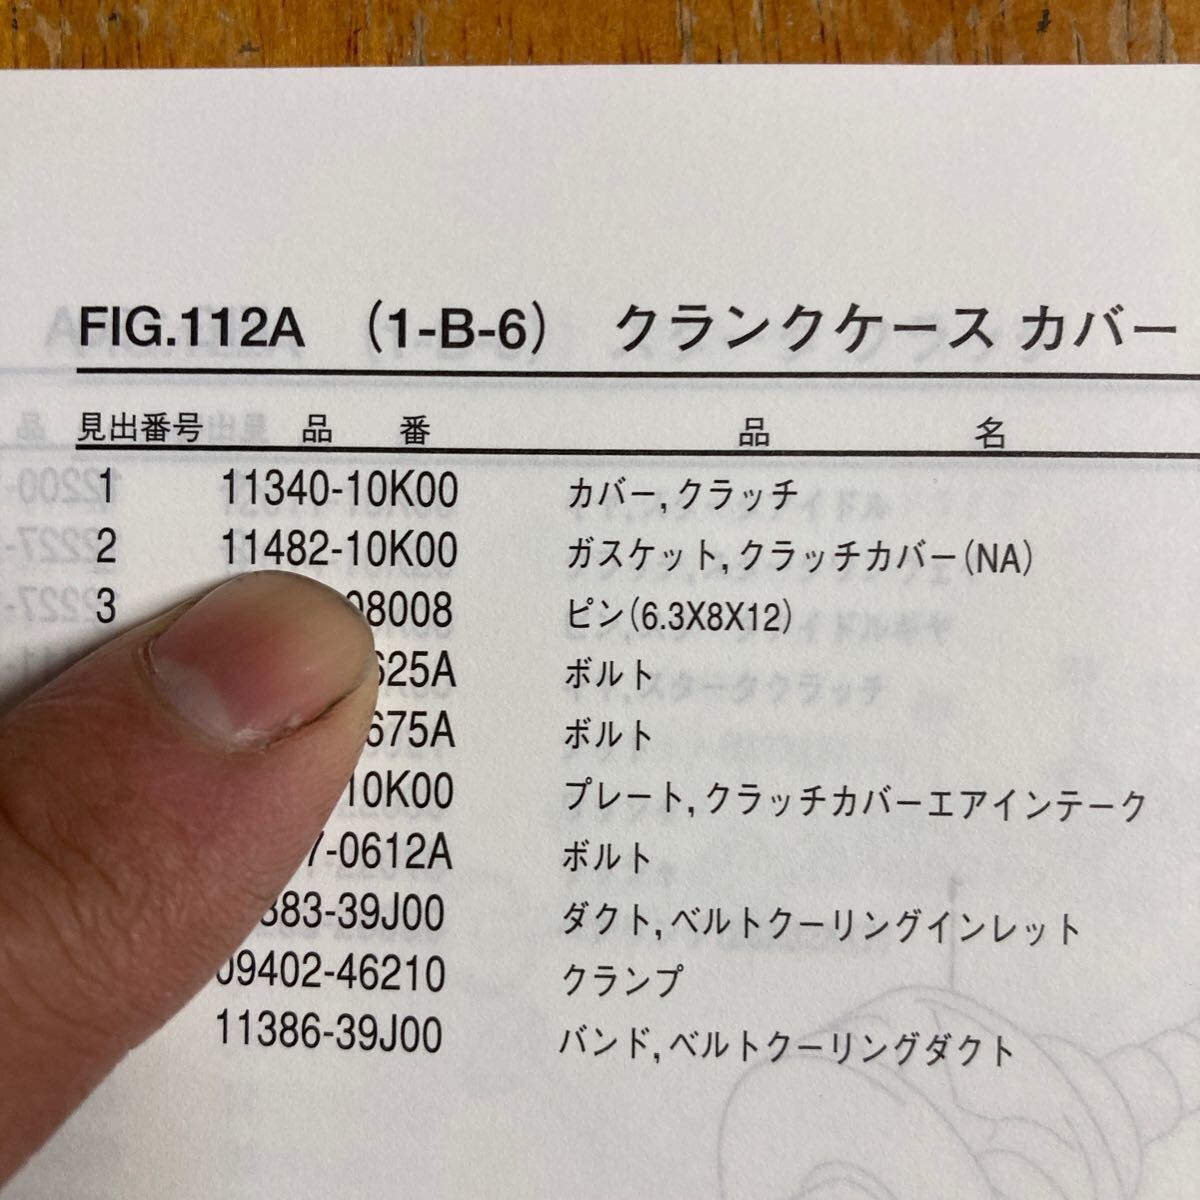 FIG.112A （1-B-6） クランクケース カバー
見出番号 品 番 品 名
1 11340-10K00 カバー,クラッチ
2 11482-10K00 ガスケット,クラッチカバー(NA)
3 08008 ピン(6.3X8X12)
625A ボルト
675A ボルト
10K00 プレート,クラッチカバーエアインテーク
7-0612A ボルト
383-39J00 ダクト,ベルトクーリングインレット
09402-46210 クランプ
11386-39J00 バンド,ベルトクーリングダクト